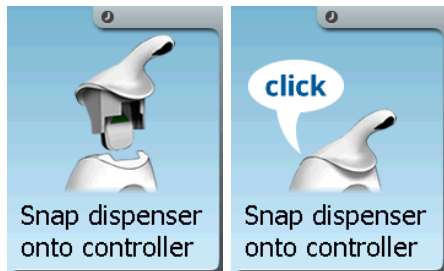 Snap dispenser
onto controller
click
Snap dispenser
onto controller